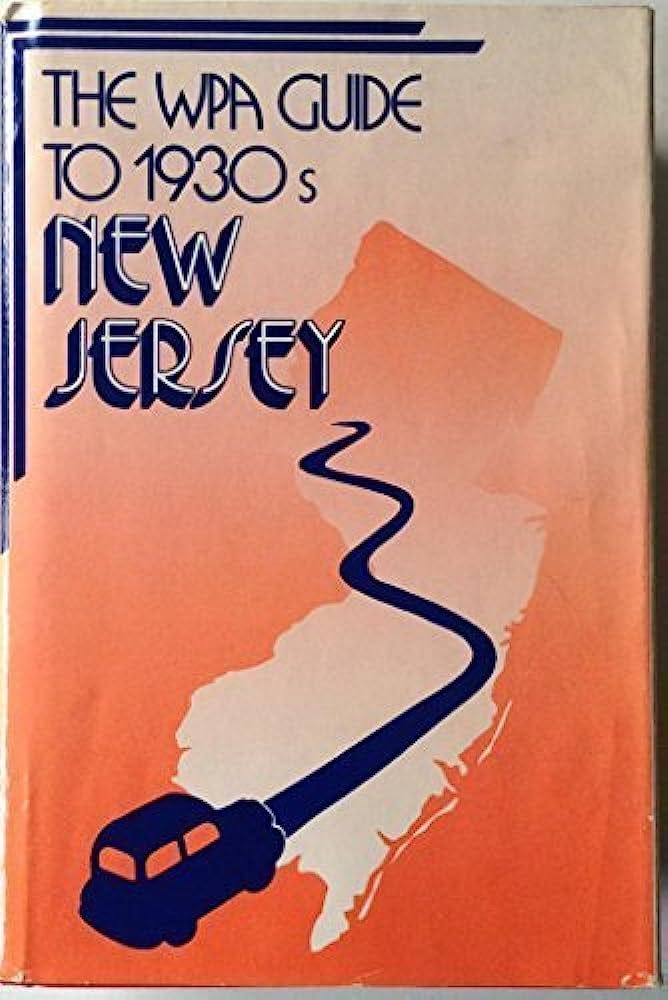 THE WPA GUIDE
TO 1930s
NEW
JERSEY